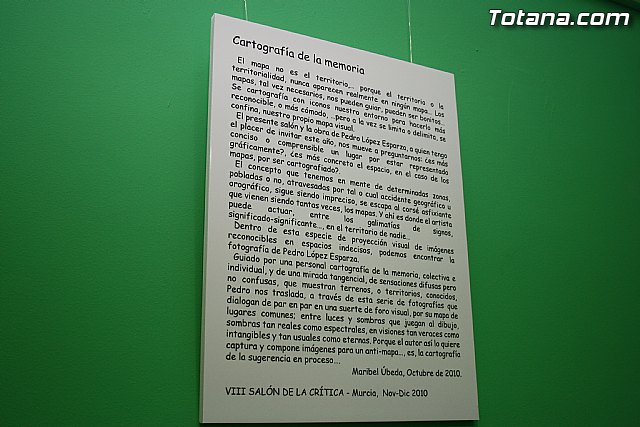 Totana.com
Cartografía de la memoria
El mapa no es el territorio,... porque el territorio o la
territorialidad, nunca aparecen realmente en ningún mapa... Los
mapas, tal vez necesarios, nos pueden guiar, pueden ser bonitos...
Se cartografía con iconos nuestro entorno para hacerlo más
reconocible, o más cómodo, ..pero a la vez se limita o delimita, se
confina, nuestro propio mapa visual.
El presente salón y la obra de Pedro López Esparza, a quien tengo
el placer de invitar este año, nos mueve a preguntarnos: ¿es más
conciso o comprensible un lugar por estar representado
gráficamente?, ¿es más concreto el espacio, en el caso de los
mapas, por ser cartografiado?.
El concepto que tenemos en mente de determinadas zonas,
pobladas o no, atravesadas por tal o cual accidente geográfico u
orográfico, sigue siendo impreciso, se escapa al corsé asfixiante
que vienen siendo tantas veces, los mapas. Y ahí es donde el artista
puede actuar, entre los galimatías de signos,
significado-significante..., en el territorio de nadie..
Dentro de esta especie de proyección visual de imágenes
reconocibles en espacios indecisos, podemos encontrar la
fotografía de Pedro López Esparza.
Guiado por una personal cartografía de la memoria, colectiva e
individual, y de una mirada tangencial, de sensaciones difusas pero
no confusas, que muestran terrenos, o territorios, conocidos,
Pedro nos traslada, a través de esta serie de fotografías que
dialogan de par en par en una suerte de foro visual, por su mapa de
lugares comunes; entre luces y sombras que juegan al dibujo,
sombras tan reales como espectrales, en visiones tan veraces como
intangibles y tan usuales como eternas. Porque el autor así lo quiere
captura y compone imágenes para un anti-mapa..., es, la cartografía
de la sugerencia en proceso....
Maribel Úbeda, Octubre de 2010.
VIII SALÓN DE LA CRÍTICA - Murcia, Nov-Dic 2010